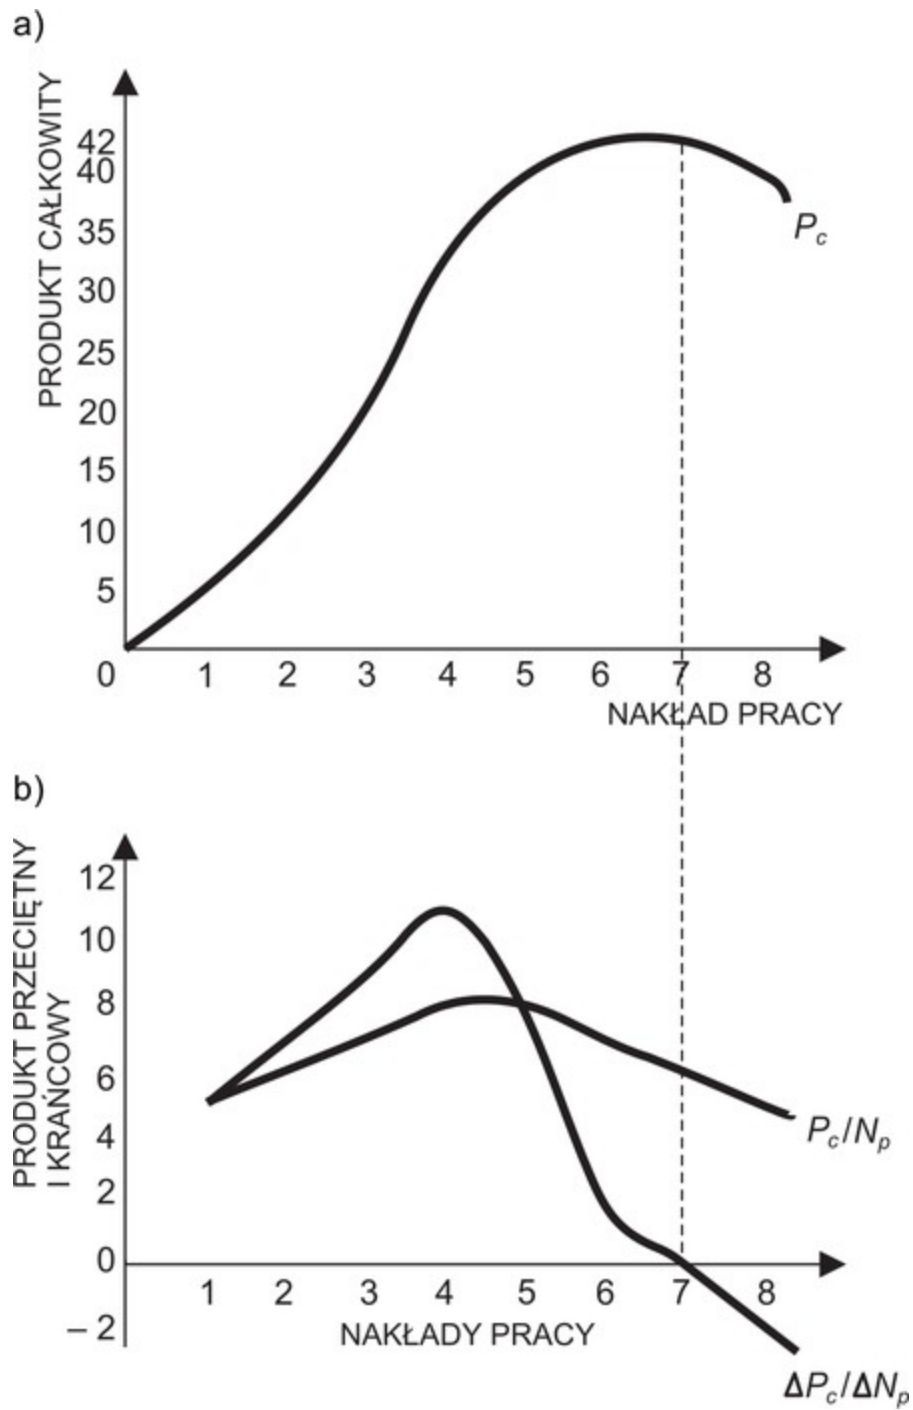 a)
PRODUKT CAŁKOWITY
42
40
35
30
25
20
15
10
5
0
P_c
1 2 3 4 5 6 7 8
NAKŁAD PRACY
b)
PRODUKT PRZECIĘTNY
I KRAŃCOWY
12
10
8
6
4
2
0
– 2
P_c/N_p
1 2 3 4 5 6 7 8
NAKŁADY PRACY
ΔP_c/ΔN_p